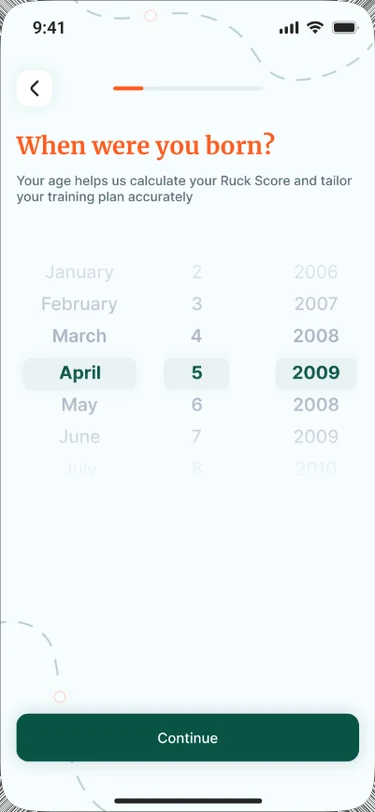 9:41
When were you born?
Your age helps us calculate your Ruck Score and tailor
your training plan accurately
January 2 2006
February 3 2007
March 4 2008
April 5 2009
May 6 2008
June 7 2009
July 8 2010
Continue